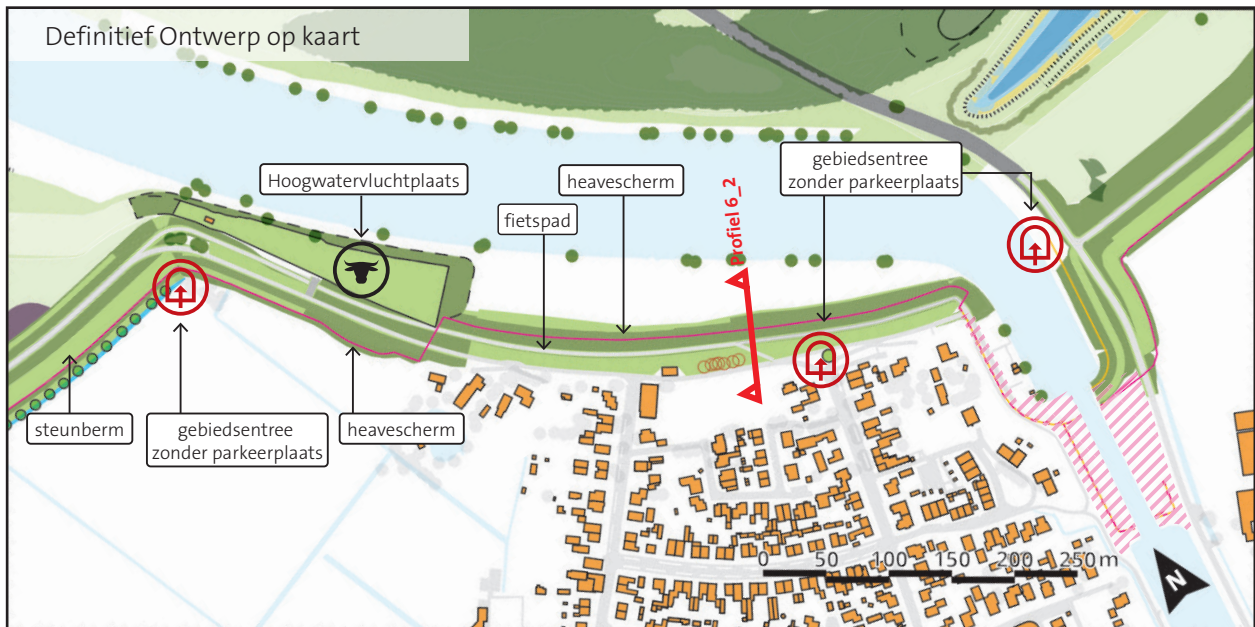 Definitief Ontwerp op kaart
gebiedsentree
zonder parkeerplaats
Hoogwatervluchtplaats
heavescherm
fietspad
Profiel 6_2
steunberm
gebiedsentree
zonder parkeerplaats
heavescherm
0 50 100 150 200 250 m
N